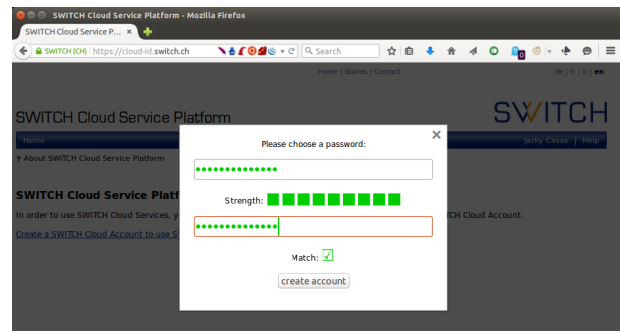 SWITCH Cloud Service Platform - Mozilla Firefox
SWITCH Cloud Service P... ×
SWITCH (CH) https://cloud-id.switch.ch Search 0
Home | Stories | Contact de | fr | it | en
SWITCH Cloud Service Platform SWITCH
Home Jacky Casas | Help
† About SWITCH Cloud Service Platform
Please choose a password:
Strength:
SWITCH Cloud Service Platf
In order to use SWITCH Cloud Services, y TCH Cloud Account.
Create a SWITCH Cloud Account to use S
Match: ☑
create account